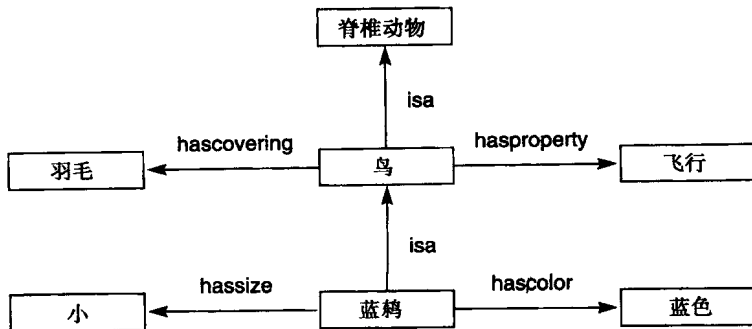 脊椎动物
isa
hascovering
hasproperty
羽毛
鸟
飞行
isa
hassize
hascolor
小
蓝鸫
蓝色